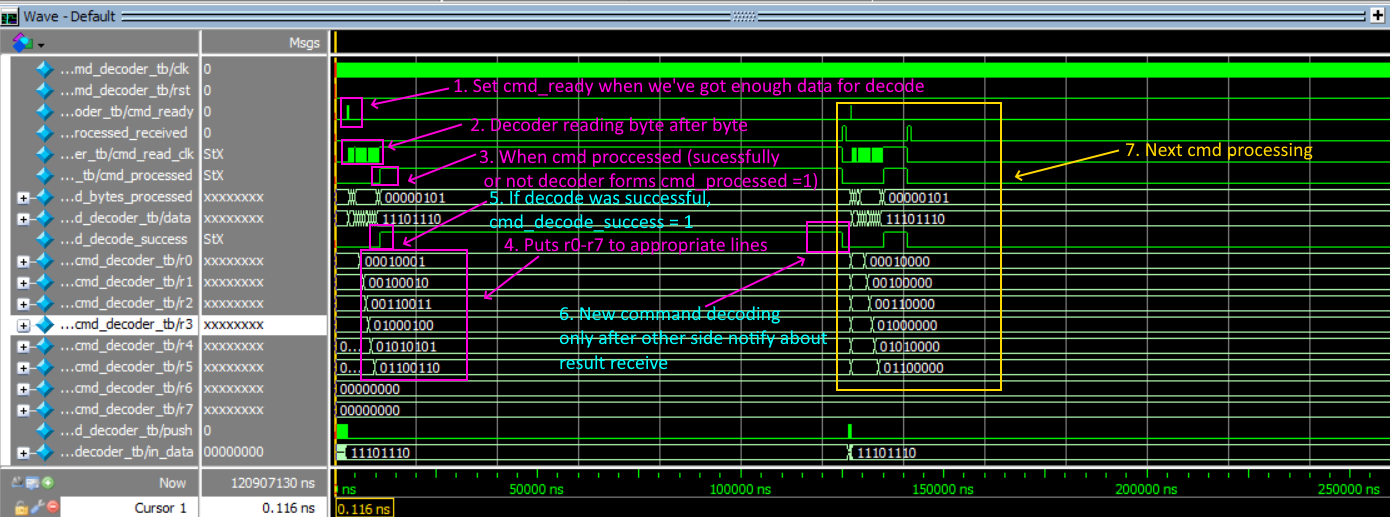 Wave - Default
Msgs
...md_decoder_tb/clk 0
...md_decoder_tb/rst 0
...oder_tb/cmd_ready 0
...rocessed_received 0
...er_tb/cmd_read_clk StX
..._tb/cmd_processed StX
...d_bytes_processed xxxxxxxx 00000101 00000101
...d_decoder_tb/data xxxxxxxx 11101110 11101110
...d_decode_success StX
...cmd_decoder_tb/r0 xxxxxxxx 00010001 00010000
...cmd_decoder_tb/r1 xxxxxxxx 00100010 00100000
...cmd_decoder_tb/r2 xxxxxxxx 00110011 00110000
...cmd_decoder_tb/r3 xxxxxxxx 01000100 01000000
...cmd_decoder_tb/r4 xxxxxxxx 0... 01010101 01010000
...cmd_decoder_tb/r5 xxxxxxxx 0... 01100110 01100000
...cmd_decoder_tb/r6 xxxxxxxx 00000000
...cmd_decoder_tb/r7 xxxxxxxx 00000000
...d_decoder_tb/push 0
...decoder_tb/in_data 00000000 11101110 11101110
1. Set cmd_ready when we've got enough data for decode
2. Decoder reading byte after byte
3. When cmd proccessed (sucessfully
or not decoder forms cmd_processed =1)
5. If decode was successful,
cmd_decode_success = 1
4. Puts r0-r7 to appropriate lines
6. New command decoding
only after other side notify about
result receive
7. Next cmd processing
Now 120907130 ns
ns 50000 ns 100000 ns 150000 ns 200000 ns 250000 ns
Cursor 1 0.116 ns 0.116 ns